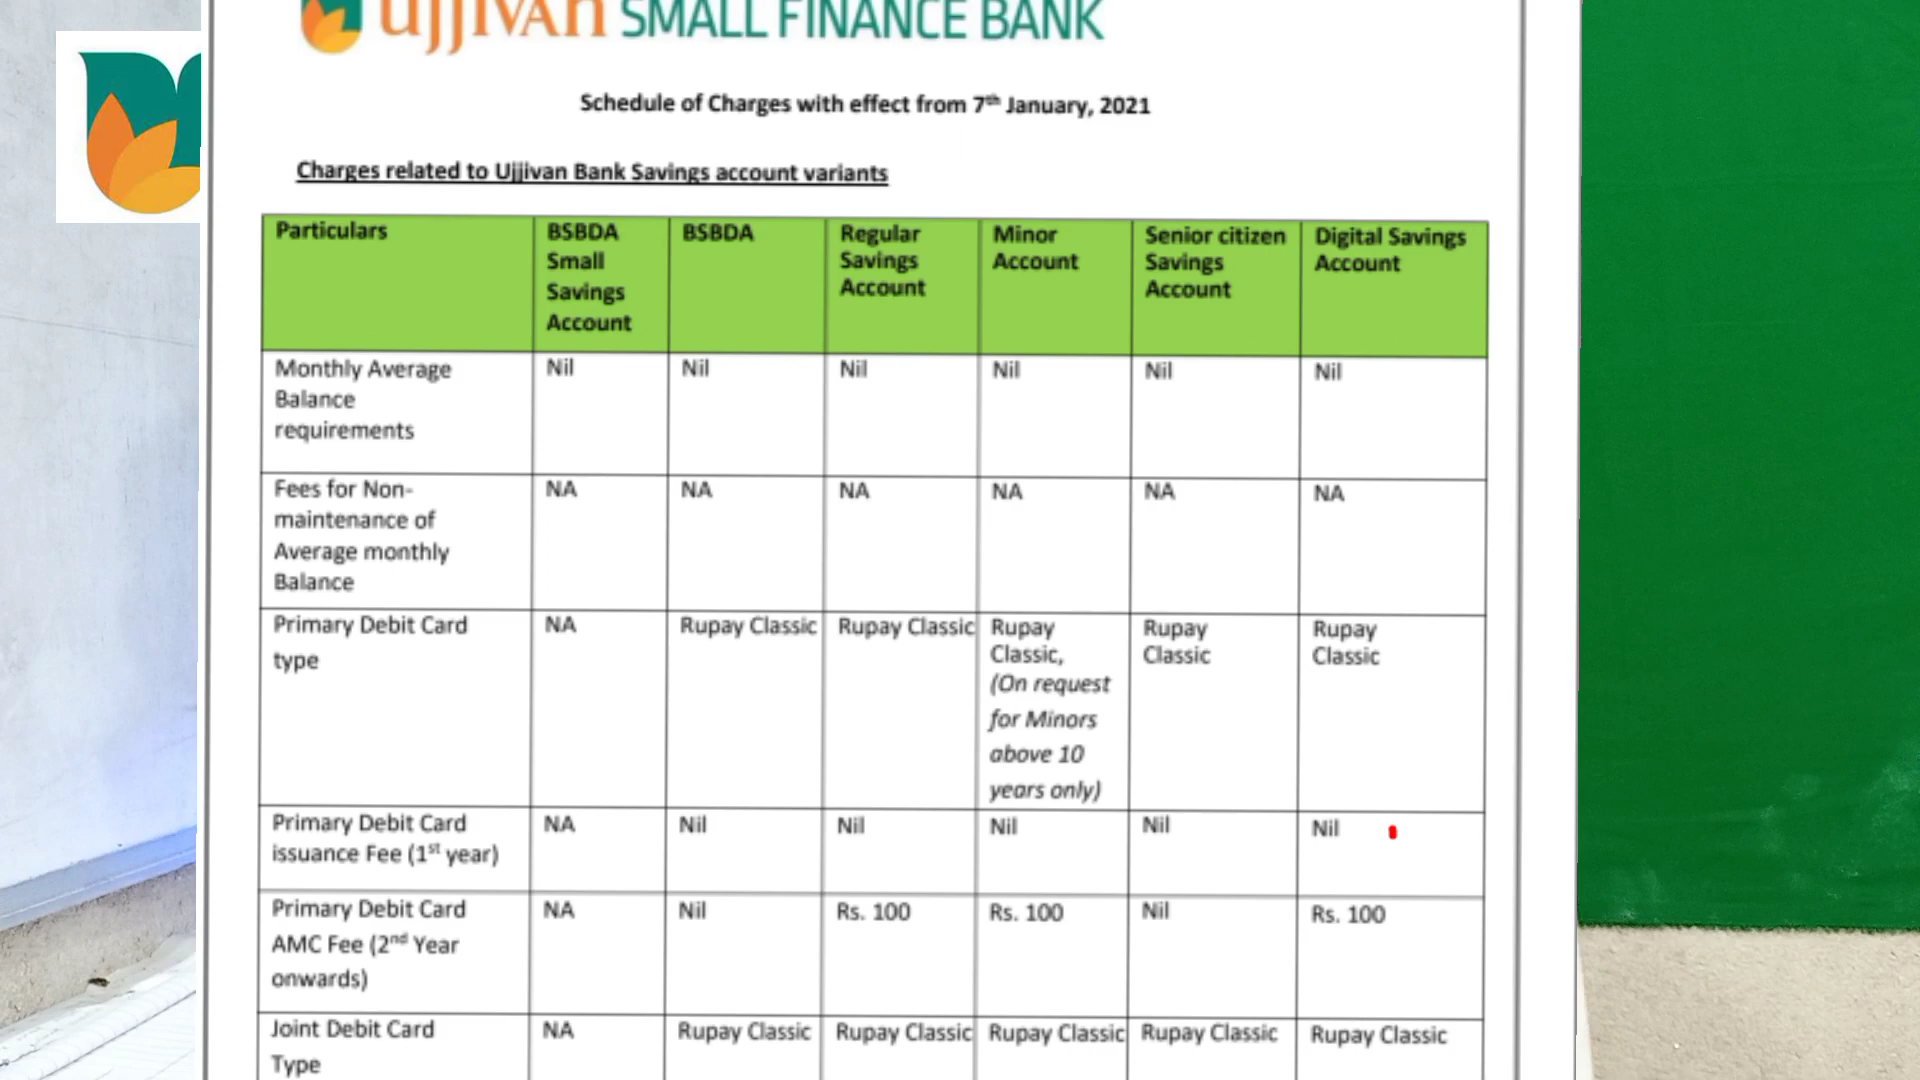 ujjivan SMALL FINANCE BANK
Schedule of Charges with effect from 7th January, 2021
Charges related to Ujjivan Bank Savings account variants
Particulars
BSBDA
Small
Savings
Account
BSBDA
Regular
Savings
Account
Minor
Account
Senior citizen
Savings
Account
Digital Savings
Account
Monthly Average
Balance
requirements
Nil
Nil
Nil
Nil
Nil
Nil
Fees for Non-
maintenance of
Average monthly
Balance
NA
NA
NA
NA
NA
NA
Primary Debit Card
type
NA
Rupay Classic
Rupay Classic
Rupay
Classic,
(On request
for Minors
above 10
years only)
Rupay
Classic
Rupay
Classic
Primary Debit Card
issuance Fee (1st year)
NA
Nil
Nil
Nil
Nil
Nil
Primary Debit Card
AMC Fee (2nd Year
onwards)
NA
Nil
Rs. 100
Rs. 100
Nil
Rs. 100
Joint Debit Card
Type
NA
Rupay Classic
Rupay Classic
Rupay Classic
Rupay Classic
Rupay Classic